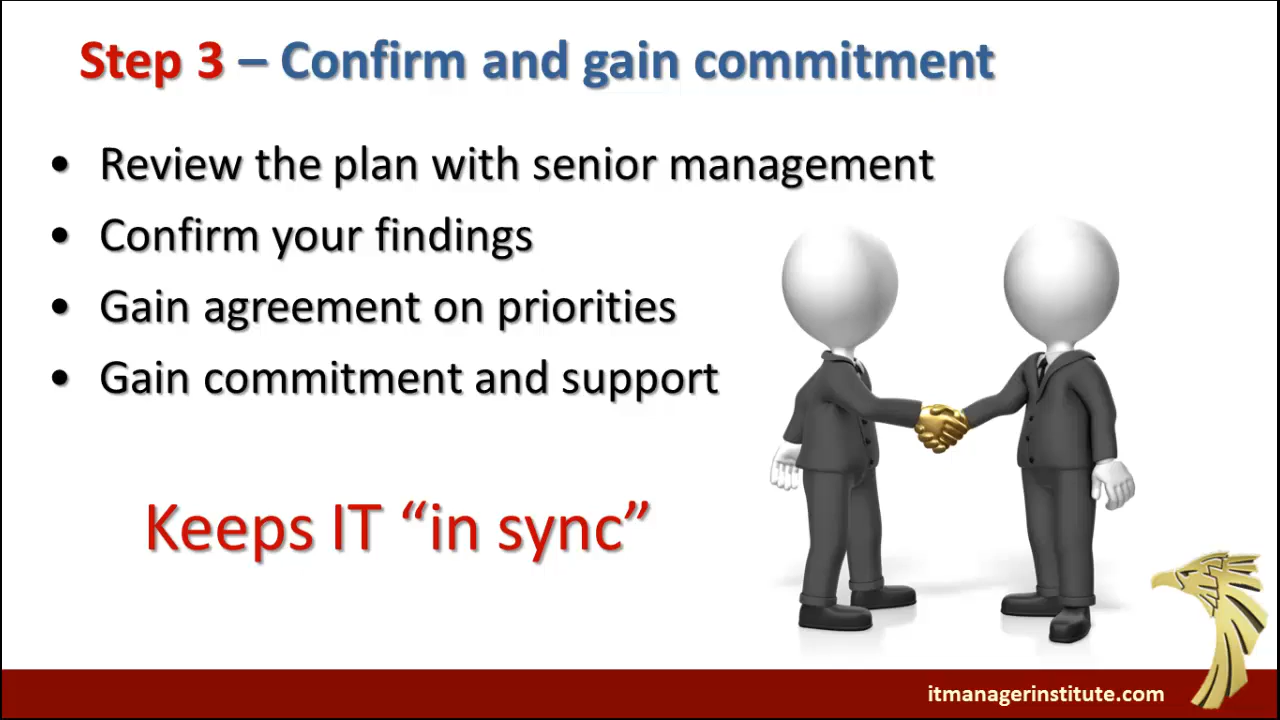 Step 3 – Confirm and gain commitment
• Review the plan with senior management
• Confirm your findings
• Gain agreement on priorities
• Gain commitment and support
Keeps IT “in sync”
itmanagerinstitute.com